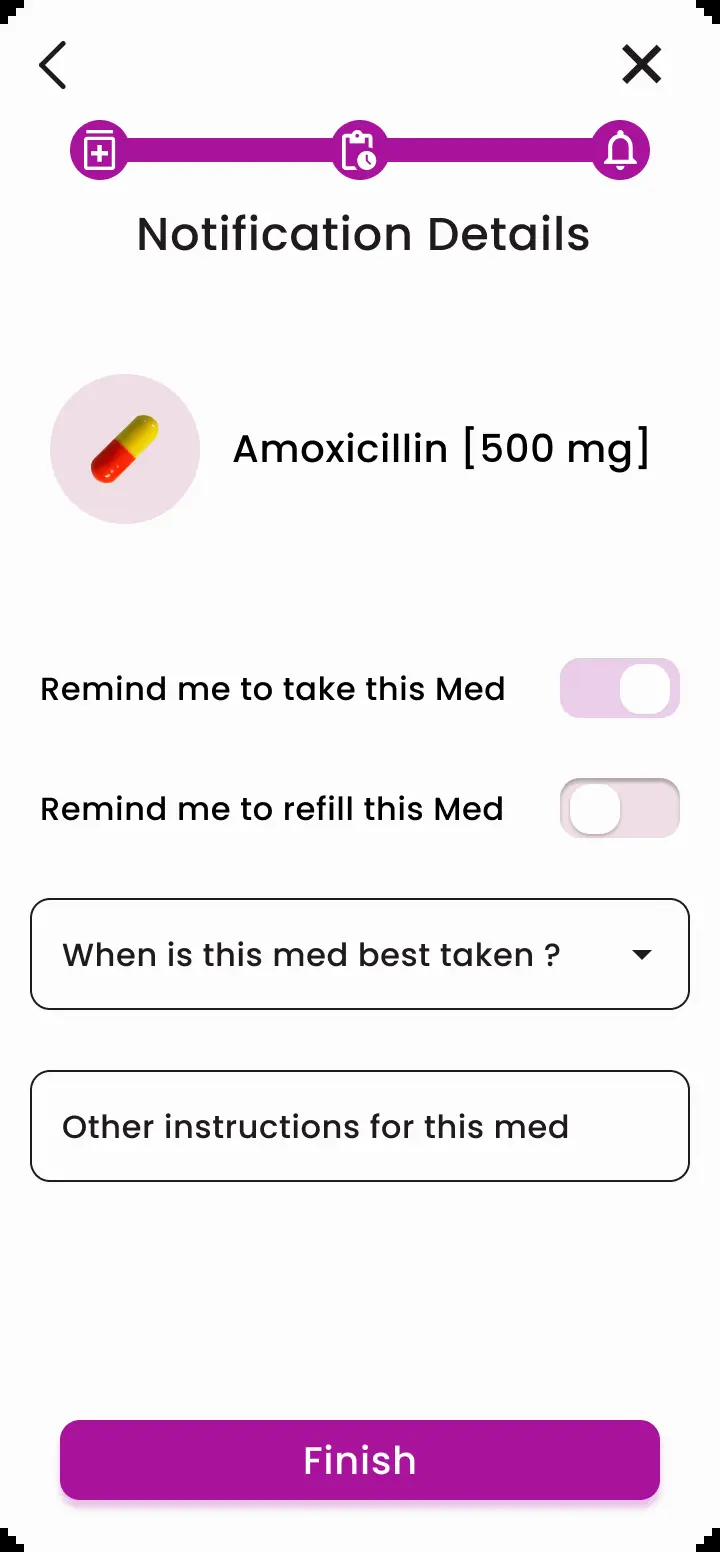 Notification Details
Amoxicillin [500 mg]
Remind me to take this Med
Remind me to refill this Med
When is this med best taken ?
Other instructions for this med
Finish